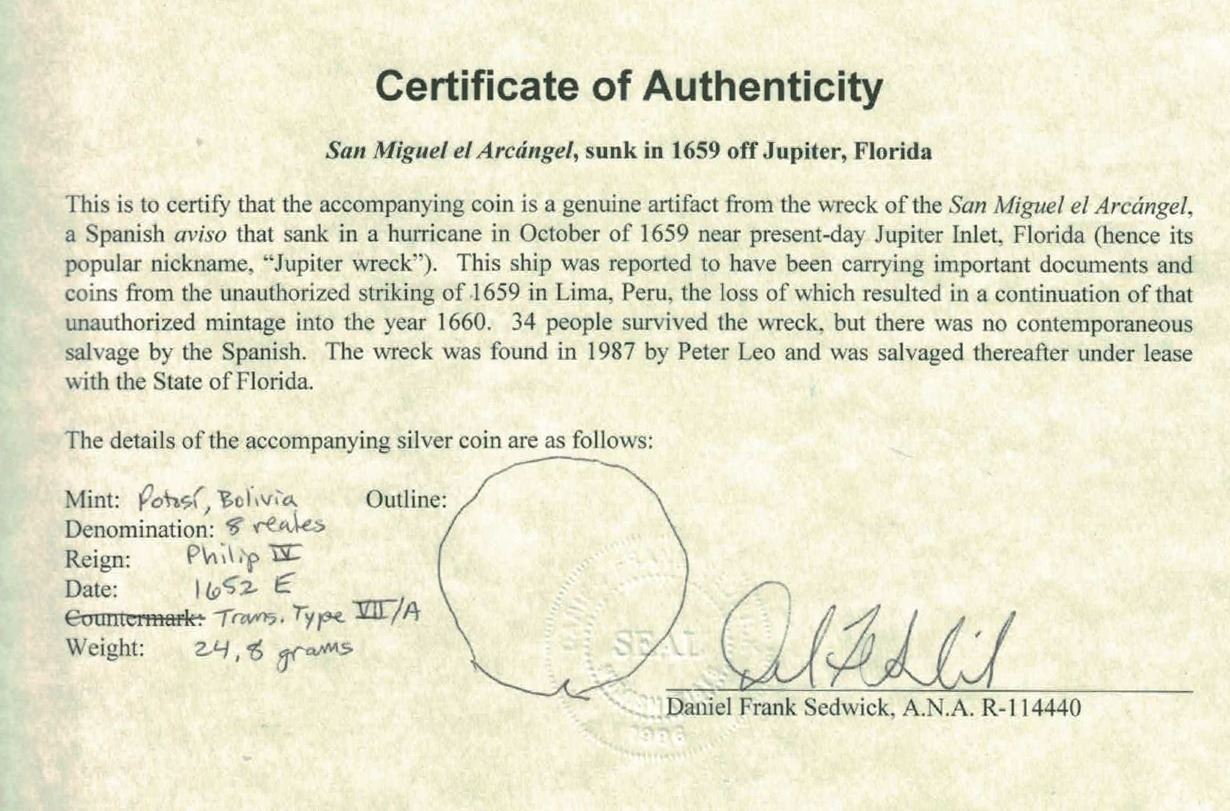 Certificate of Authenticity
San Miguel el Arcángel, sunk in 1659 off Jupiter, Florida
This is to certify that the accompanying coin is a genuine artifact from the wreck of the San Miguel el Arcángel,
a Spanish aviso that sank in a hurricane in October of 1659 near present-day Jupiter Inlet, Florida (hence its
popular nickname, “Jupiter wreck”). This ship was reported to have been carrying important documents and
coins from the unauthorized striking of 1659 in Lima, Peru, the loss of which resulted in a continuation of that
unauthorized mintage into the year 1660. 34 people survived the wreck, but there was no contemporaneous
salvage by the Spanish. The wreck was found in 1987 by Peter Leo and was salvaged thereafter under lease
with the State of Florida.
The details of the accompanying silver coin are as follows:
Mint: Potosí, Bolivia Outline:
Denomination: 8 reales
Reign: Philip IV
Date: 1652 E
Countermark: Trans. Type VII/A
Weight: 24,8 grams
SEAL
Daniel Frank Sedwick, A.N.A. R-114440